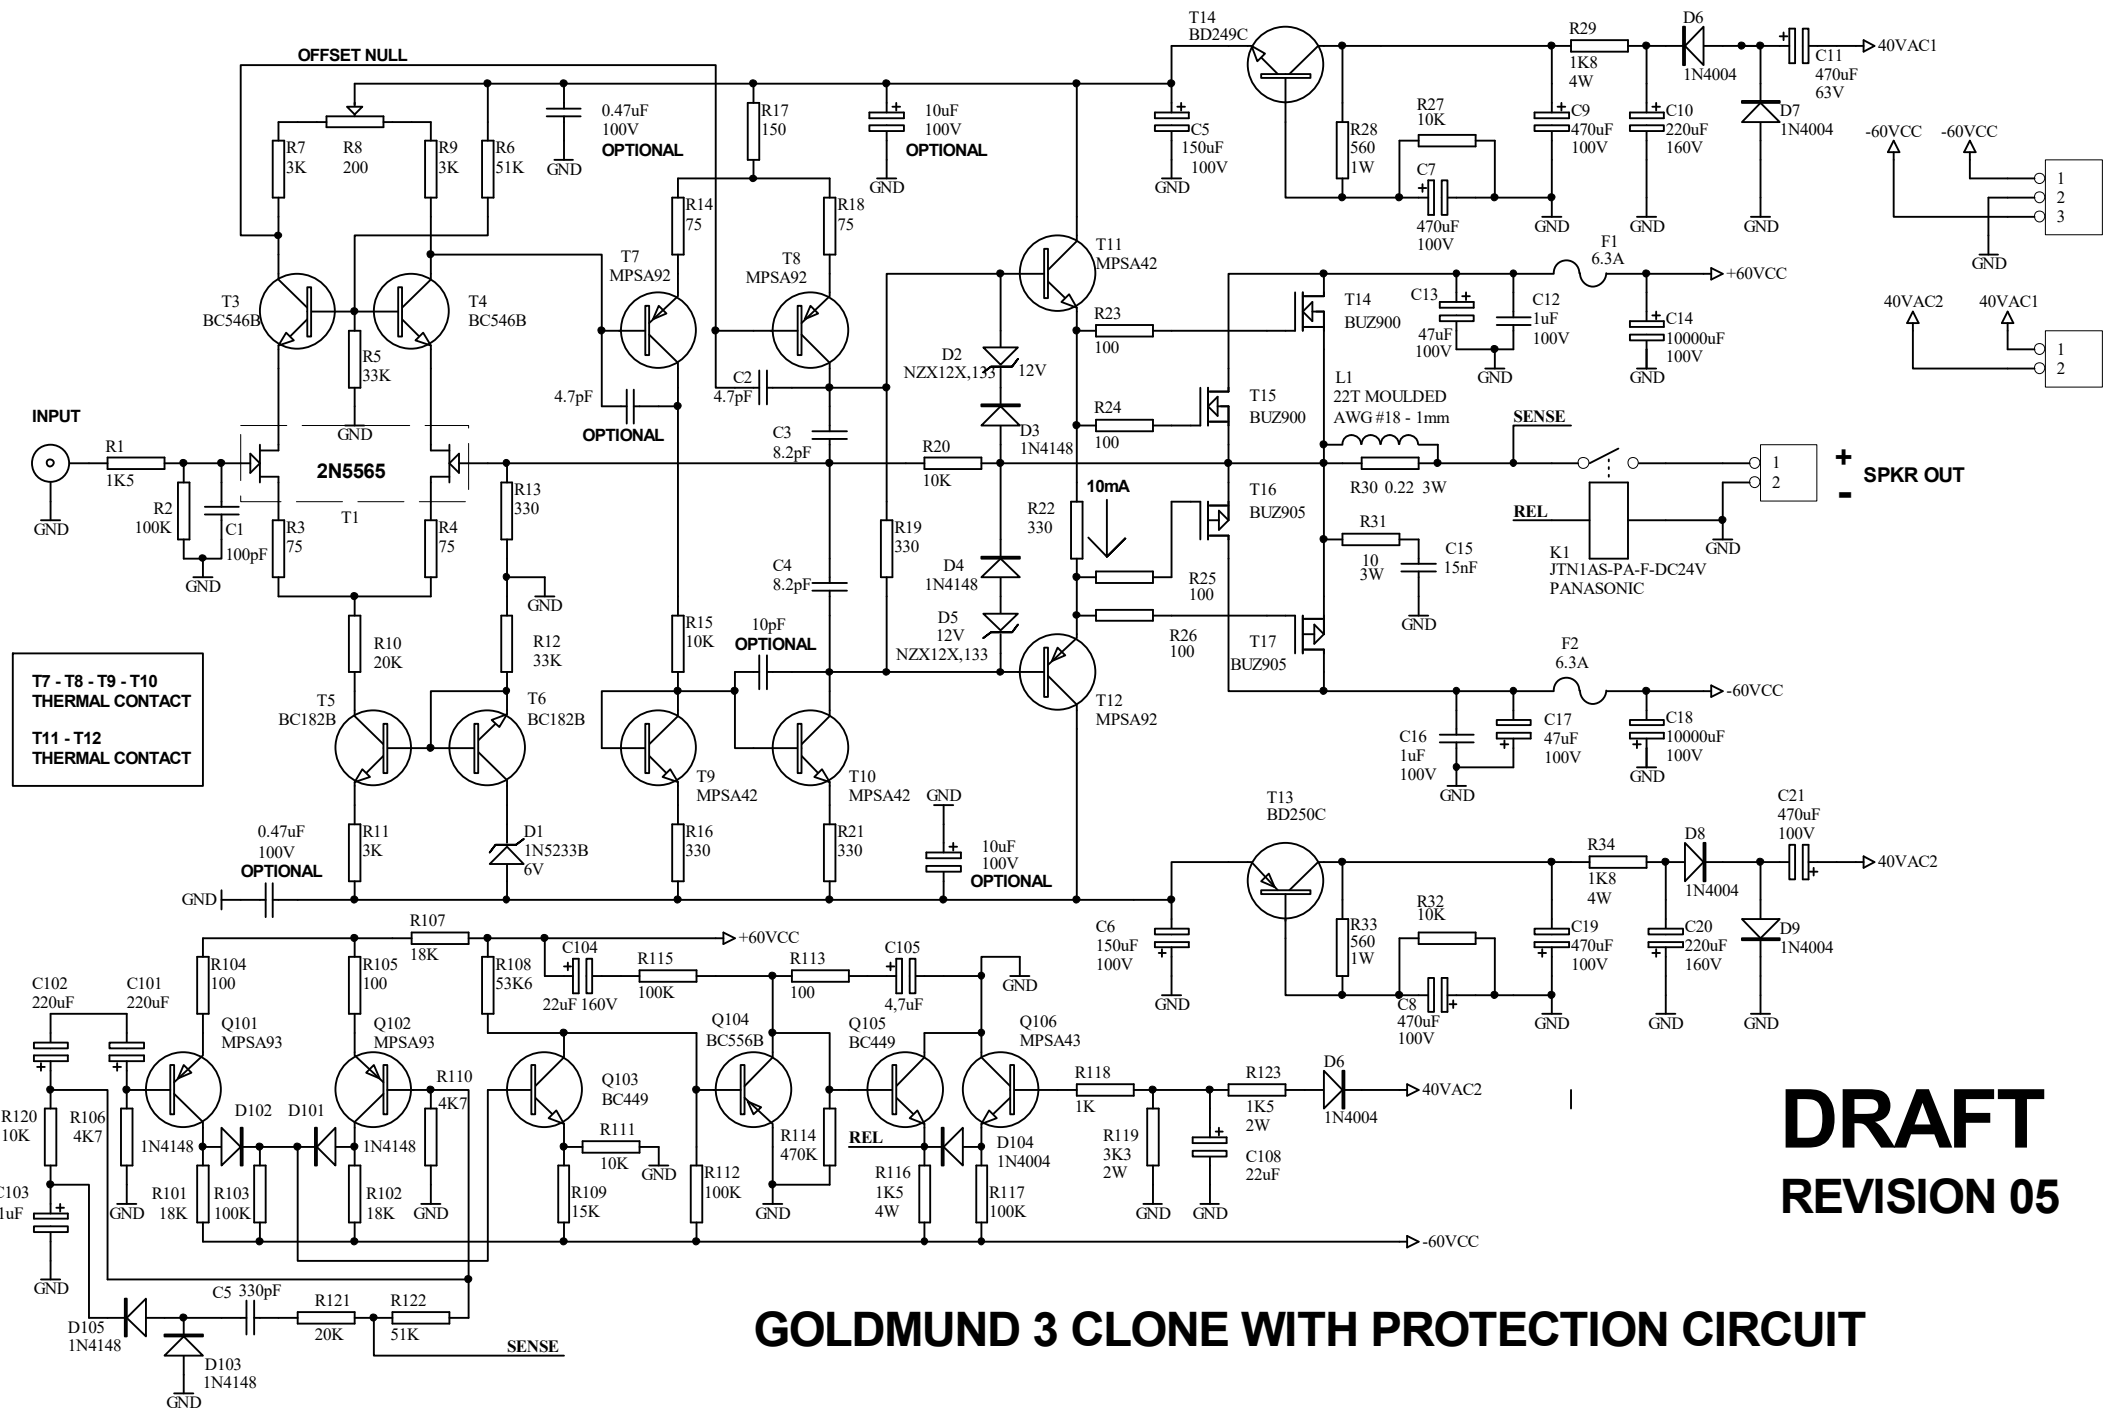 OFFSET NULL
R7
3K
R8
200
R9
3K
R6
51K
0.47uF
100V
OPTIONAL
GND
R17
150
10uF
100V
OPTIONAL
GND
C5
150uF
100V
GND
T14
BD249C
R28
560
1W
R27
10K
C7
470uF
100V
C9
470uF
100V
GND
R29
1K8
4W
C10
220uF
160V
GND
D6
1N4004
D7
1N4004
GND
C11
470uF
63V
40VAC1
-60VCC
-60VCC
1
2
3
GND
40VAC2
40VAC1
1
2
T3
BC546B
T4
BC546B
R5
33K
GND
R14
75
R18
75
T7
MPSA92
T8
MPSA92
4.7pF
OPTIONAL
C2
4.7pF
C3
8.2pF
T11
MPSA42
D2
NZX12X,133
12V
D3
1N4148
R23
100
R24
100
T14
BUZ900
T15
BUZ900
C13
47uF
100V
C12
1uF
100V
GND
F1
6.3A
+60VCC
C14
10000uF
100V
GND
L1
22T MOULDED
AWG #18 - 1mm
SENSE
R30 0.22 3W
REL
K1
JTN1AS-PA-F-DC24V
PANASONIC
GND
1
2
+
-
SPKR OUT
INPUT
GND
R1
1K5
R2
100K
C1
100pF
GND
2N5565
T1
R3
75
R4
75
R13
330
GND
R12
33K
R10
20K
R20
10K
R19
330
C4
8.2pF
D4
1N4148
D5
12V
NZX12X,133
R22
330
10mA
R25
100
R26
100
T16
BUZ905
T17
BUZ905
R31
10
3W
C15
15nF
GND
T7 - T8 - T9 - T10
THERMAL CONTACT
T11 - T12
THERMAL CONTACT
T5
BC182B
T6
BC182B
R15
10K
10pF
OPTIONAL
T9
MPSA42
T10
MPSA42
T12
MPSA92
F2
6.3A
-60VCC
C16
1uF
100V
GND
C17
47uF
100V
C18
10000uF
100V
GND
0.47uF
100V
OPTIONAL
GND
R11
3K
D1
1N5233B
6V
R16
330
R21
330
GND
10uF
100V
OPTIONAL
T13
BD250C
C6
150uF
100V
GND
R33
560
1W
R32
10K
C8
470uF
100V
C19
470uF
100V
GND
R34
1K8
4W
C20
220uF
160V
GND
D8
1N4004
D9
1N4004
GND
C21
470uF
100V
40VAC2
R107
18K
+60VCC
R104
100
R105
100
R108
53K6
C104
22uF 160V
R115
100K
R113
100
C105
4,7uF
GND
C102
220uF
C101
220uF
Q101
MPSA93
Q102
MPSA93
R110
4K7
Q103
BC449
Q104
BC556B
Q105
BC449
Q106
MPSA43
R120
10K
R106
4K7
D102
1N4148
D101
1N4148
R111
10K
GND
R114
470K
REL
D104
1N4004
R118
1K
R119
3K3
2W
R123
1K5
2W
D6
1N4004
40VAC2
C108
22uF
GND
GND
GND
R101
18K
R103
100K
R102
18K
GND
R109
15K
R112
100K
GND
R116
1K5
4W
R117
100K
-60VCC
C103
1uF
GND
D105
1N4148
D103
1N4148
GND
C5 330pF
R121
20K
R122
51K
SENSE
DRAFT
REVISION 05
GOLDMUND 3 CLONE WITH PROTECTION CIRCUIT